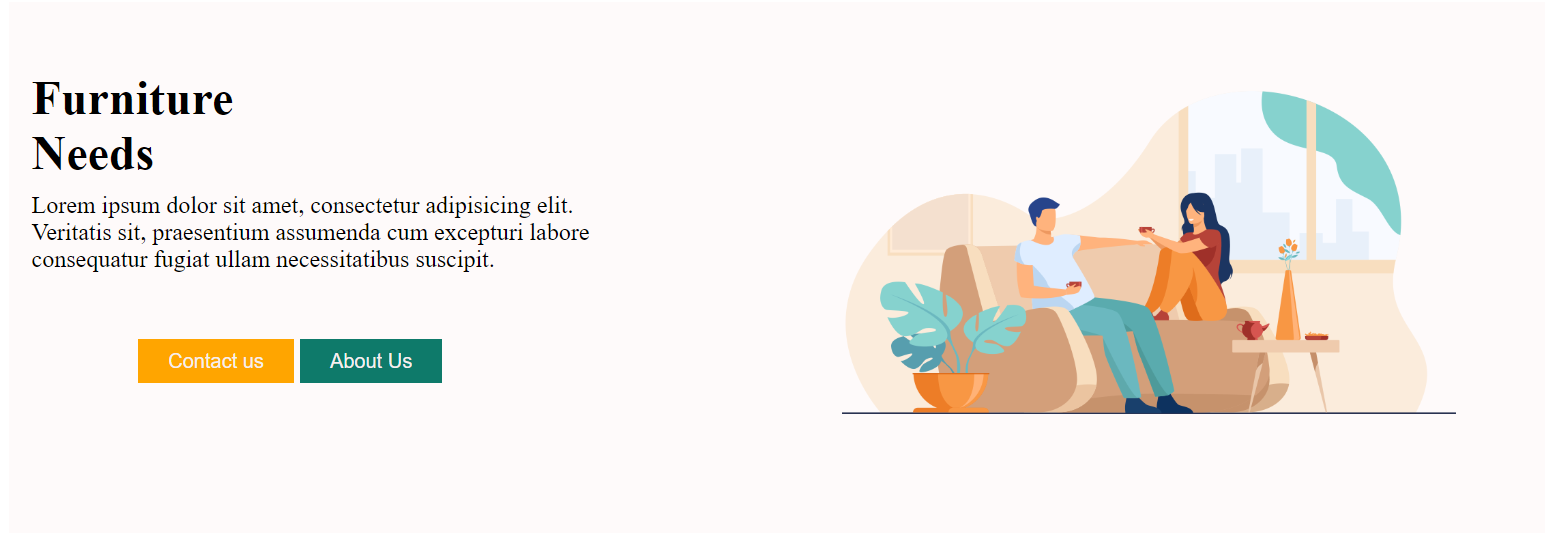 Furniture
Needs
Lorem ipsum dolor sit amet, consectetur adipisicing elit.
Veritatis sit, praesentium assumenda cum excepturi labore
consequatur fugiat ullam necessitatibus suscipit.
Contact us
About Us